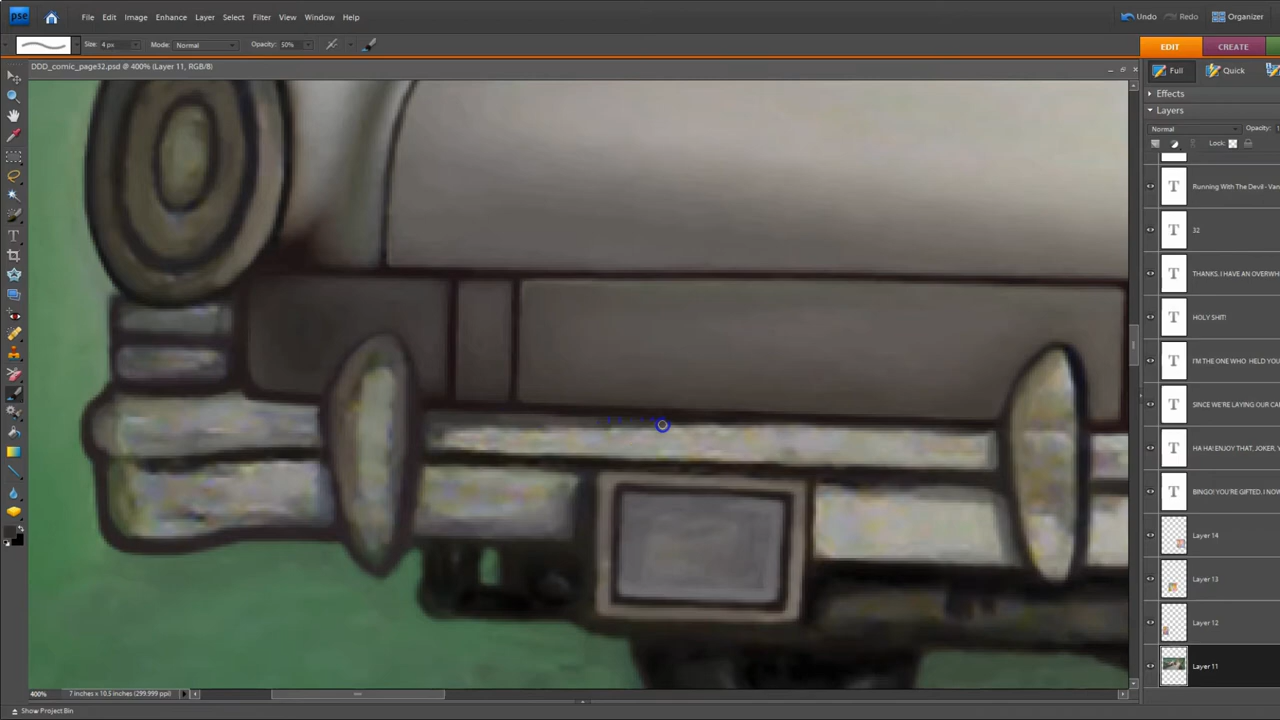 pse File Edit Image Enhance Layer Select Filter View Window Help Undo Redo Organizer
Size: 4 px Mode: Normal Opacity: 50% EDIT CREATE
DDD_comic_page32.psd @ 400% (Layer 11, RGB/8) Full Quick
Effects
Layers
Normal Opacity: 1
Lock:
T Running With The Devil - Van
T 32
T THANKS. I HAVE AN OVERWH
T HOLY SHIT!
T I'M THE ONE WHO HELD YOU
T SINCE WE'RE LAYING OUR CA
T HA HA! ENJOY THAT, JOKER. Y
T BINGO! YOU'RE GIFTED. I NOW
Layer 14
Layer 13
Layer 12
Layer 11
400% 7 inches x 10.5 inches (299.999 ppi)
Show Project Bin